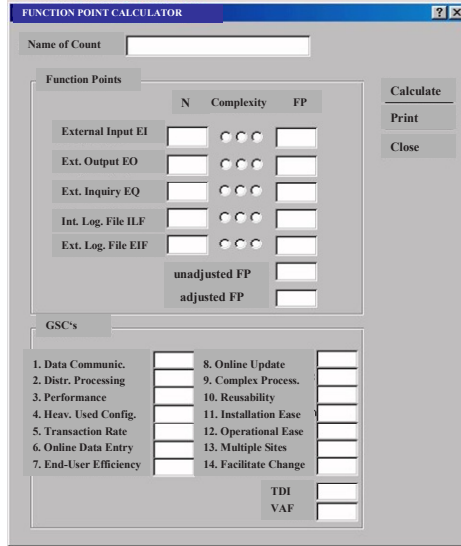 FUNCTION POINT CALCULATOR
Name of Count
Calculate
Print
Close
Function Points
N Complexity FP
External Input EI
Ext. Output EO
Ext. Inquiry EQ
Int. Log. File ILF
Ext. Log. File EIF
unadjusted FP
adjusted FP
GSC‘s
1. Data Communic.
2. Distr. Processing
3. Performance
4. Heav. Used Config.
5. Transaction Rate
6. Online Data Entry
7. End-User Efficiency
8. Online Update
9. Complex Process.
10. Reusability
11. Installation Ease
12. Operational Ease
13. Multiple Sites
14. Facilitate Change
TDI
VAF